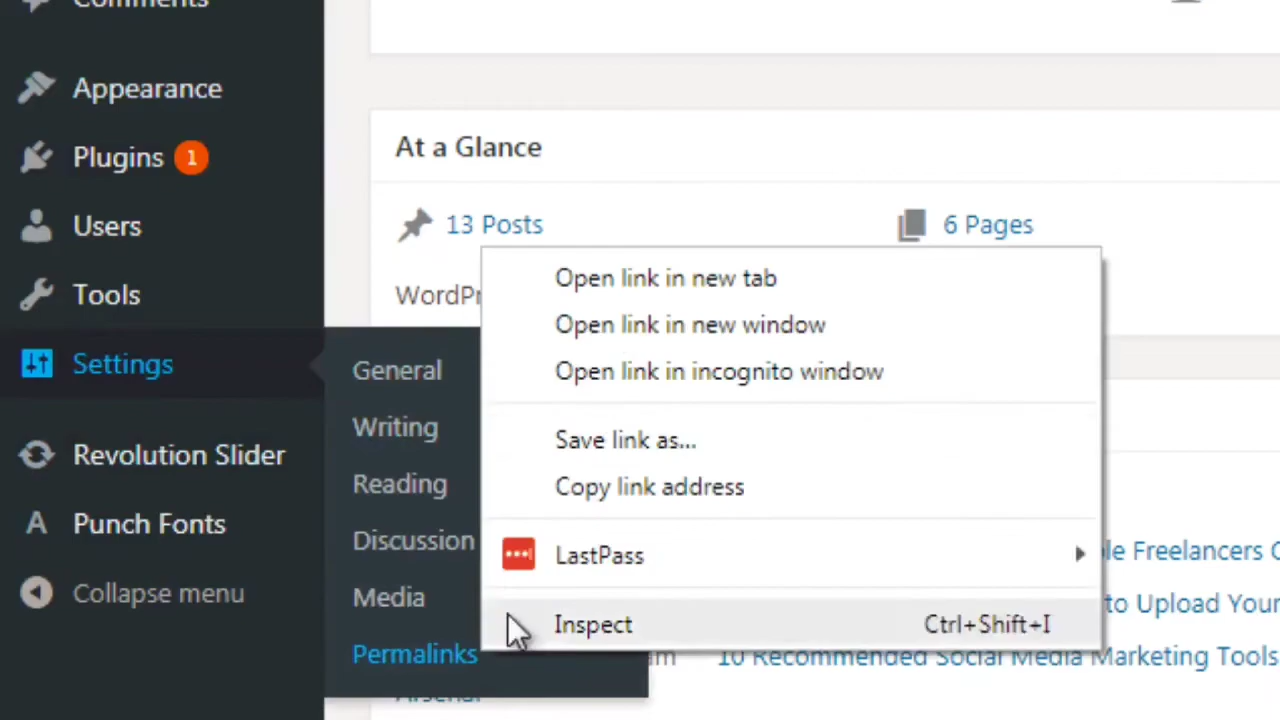 Comments
Appearance
Plugins 1
Users
Tools
Settings
Revolution Slider
Punch Fonts
Collapse menu
General
Writing
Reading
Discussion
Media
Permalinks
At a Glance
13 Posts
6 Pages
Open link in new tab
Open link in new window
Open link in incognito window
Save link as...
Copy link address
LastPass
Inspect Ctrl+Shift+I
Freelancers
to Upload Your
10 Recommended Social Media Marketing Tools
Arsenal